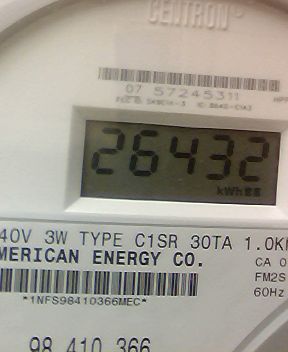 CENTRON
07 57245311
26432
kWh
40V 3W TYPE C1SR 30TA 1.0K
MERICAN ENERGY CO.
CA 0
FM2S
60Hz
*1NFS98410366MEC*
98 410 366